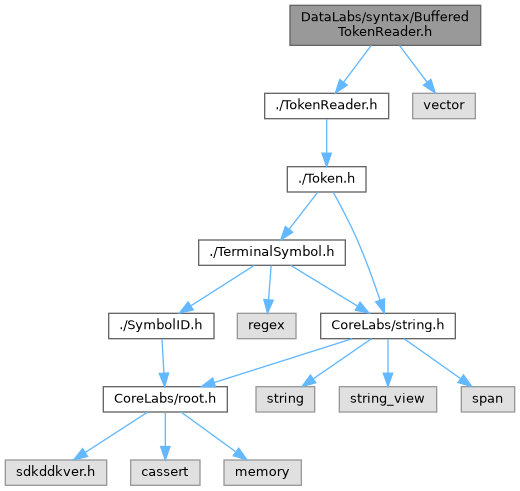 DataLabs/syntax/Buffered
TokenReader.h
./TokenReader.h
vector
./Token.h
./TerminalSymbol.h
./SymbolID.h
regex
CoreLabs/string.h
CoreLabs/root.h
string
string_view
span
sdkddkver.h
cassert
memory